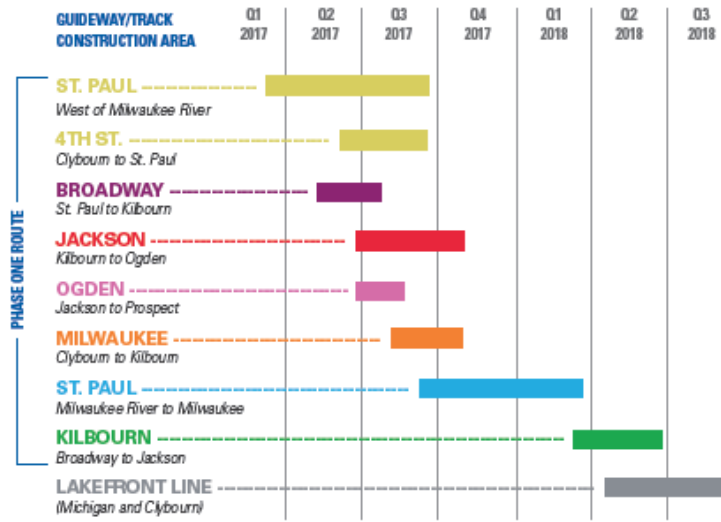 GUIDEWAY/TRACK
CONSTRUCTION AREA
Q1 2017
Q2 2017
Q3 2017
Q4 2017
Q1 2018
Q2 2018
Q3 2018
PHASE ONE ROUTE
ST. PAUL
West of Milwaukee River
4TH ST.
Clybourn to St. Paul
BROADWAY
St. Paul to Kilbourn
JACKSON
Kilbourn to Ogden
OGDEN
Jackson to Prospect
MILWAUKEE
Clybourn to Kilbourn
ST. PAUL
Milwaukee River to Milwaukee
KILBOURN
Broadway to Jackson
LAKEFRONT LINE
(Michigan and Clybourn)